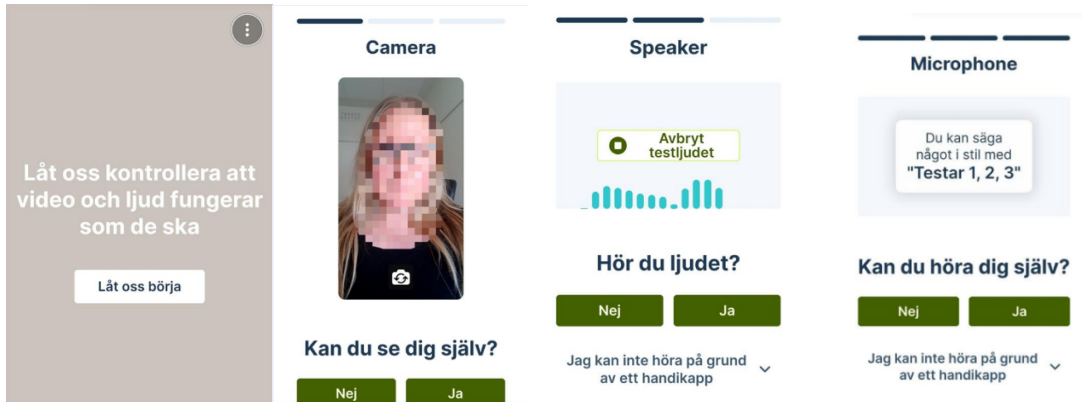 Låt oss kontrollera att
video och ljud fungerar
som de ska
Låt oss börja
Camera
Kan du se dig själv?
Nej
Ja
Speaker
Avbryt
testljudet
Hör du ljudet?
Nej
Ja
Jag kan inte höra på grund
av ett handikapp
Microphone
Du kan säga
något i stil med
"Testar 1, 2, 3"
Kan du höra dig själv?
Nej
Ja
Jag kan inte höra på grund
av ett handikapp